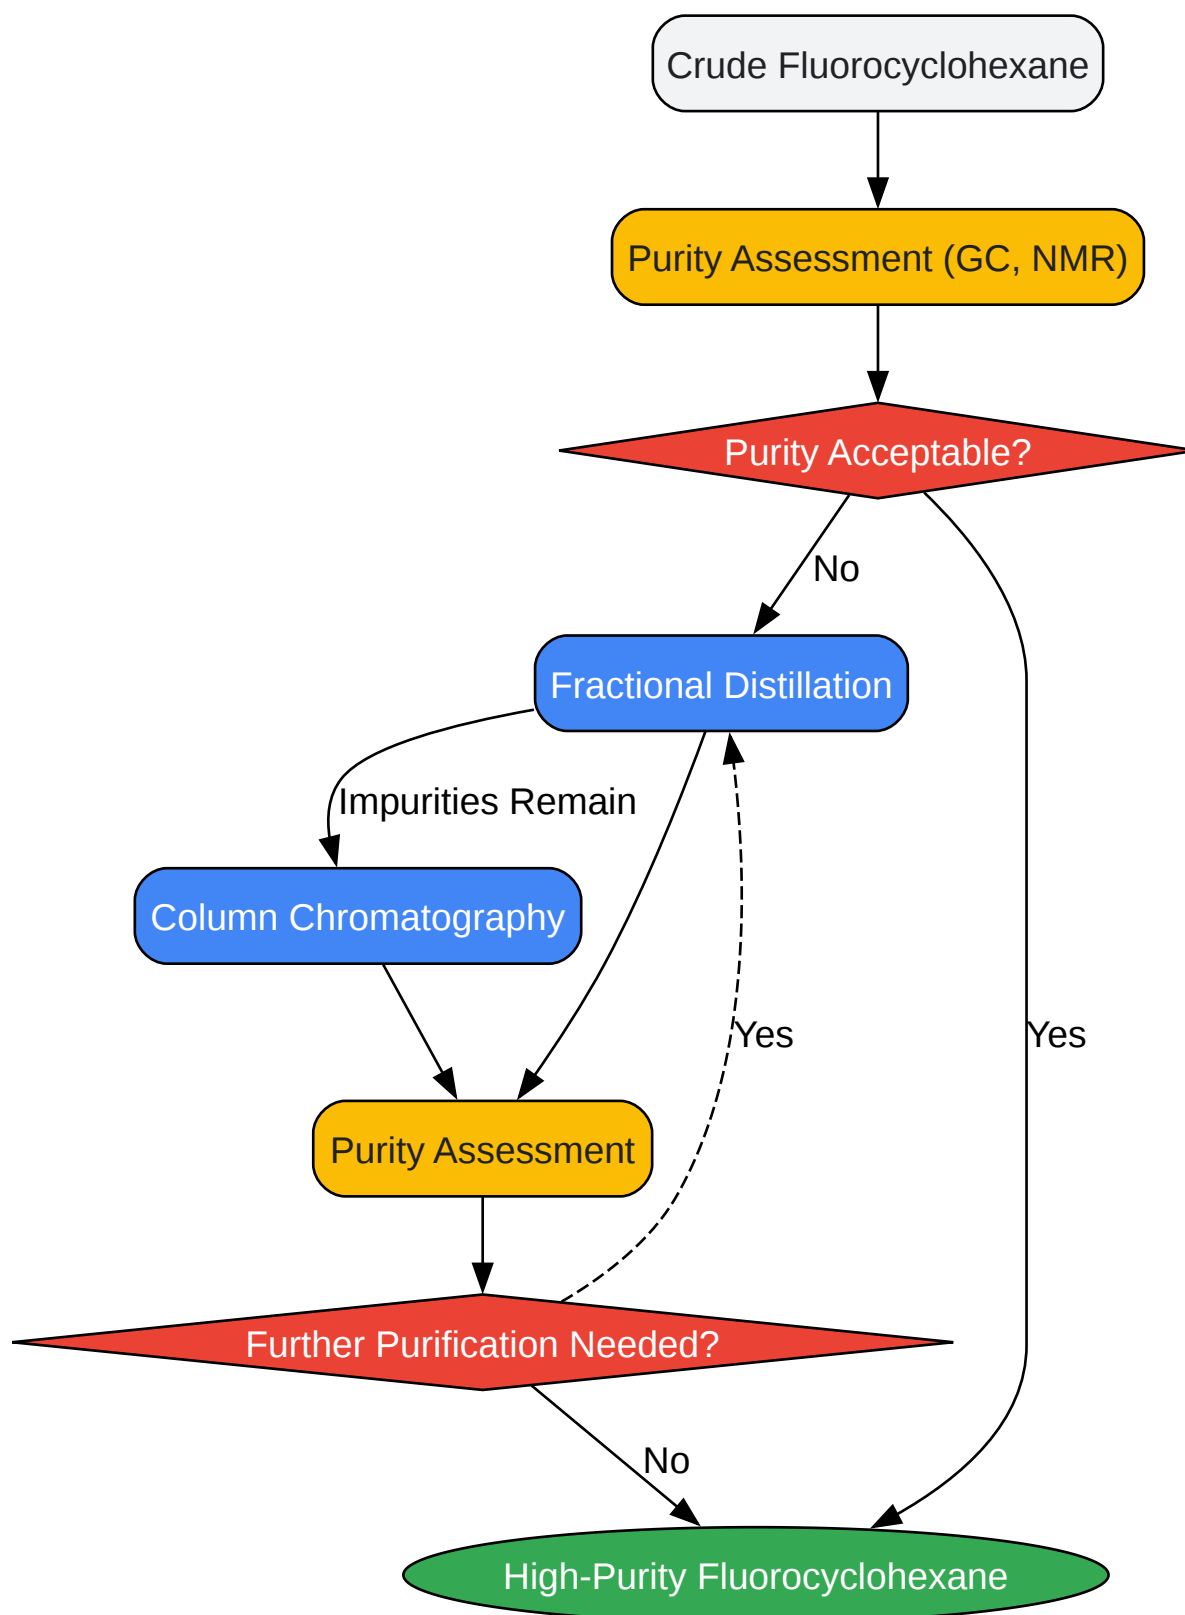 Crude Fluorocyclohexane
Purity Assessment (GC, NMR)
Purity Acceptable?
No
Fractional Distillation
Impurities Remain
Column Chromatography
Yes
Yes
Purity Assessment
Further Purification Needed?
No
High-Purity Fluorocyclohexane